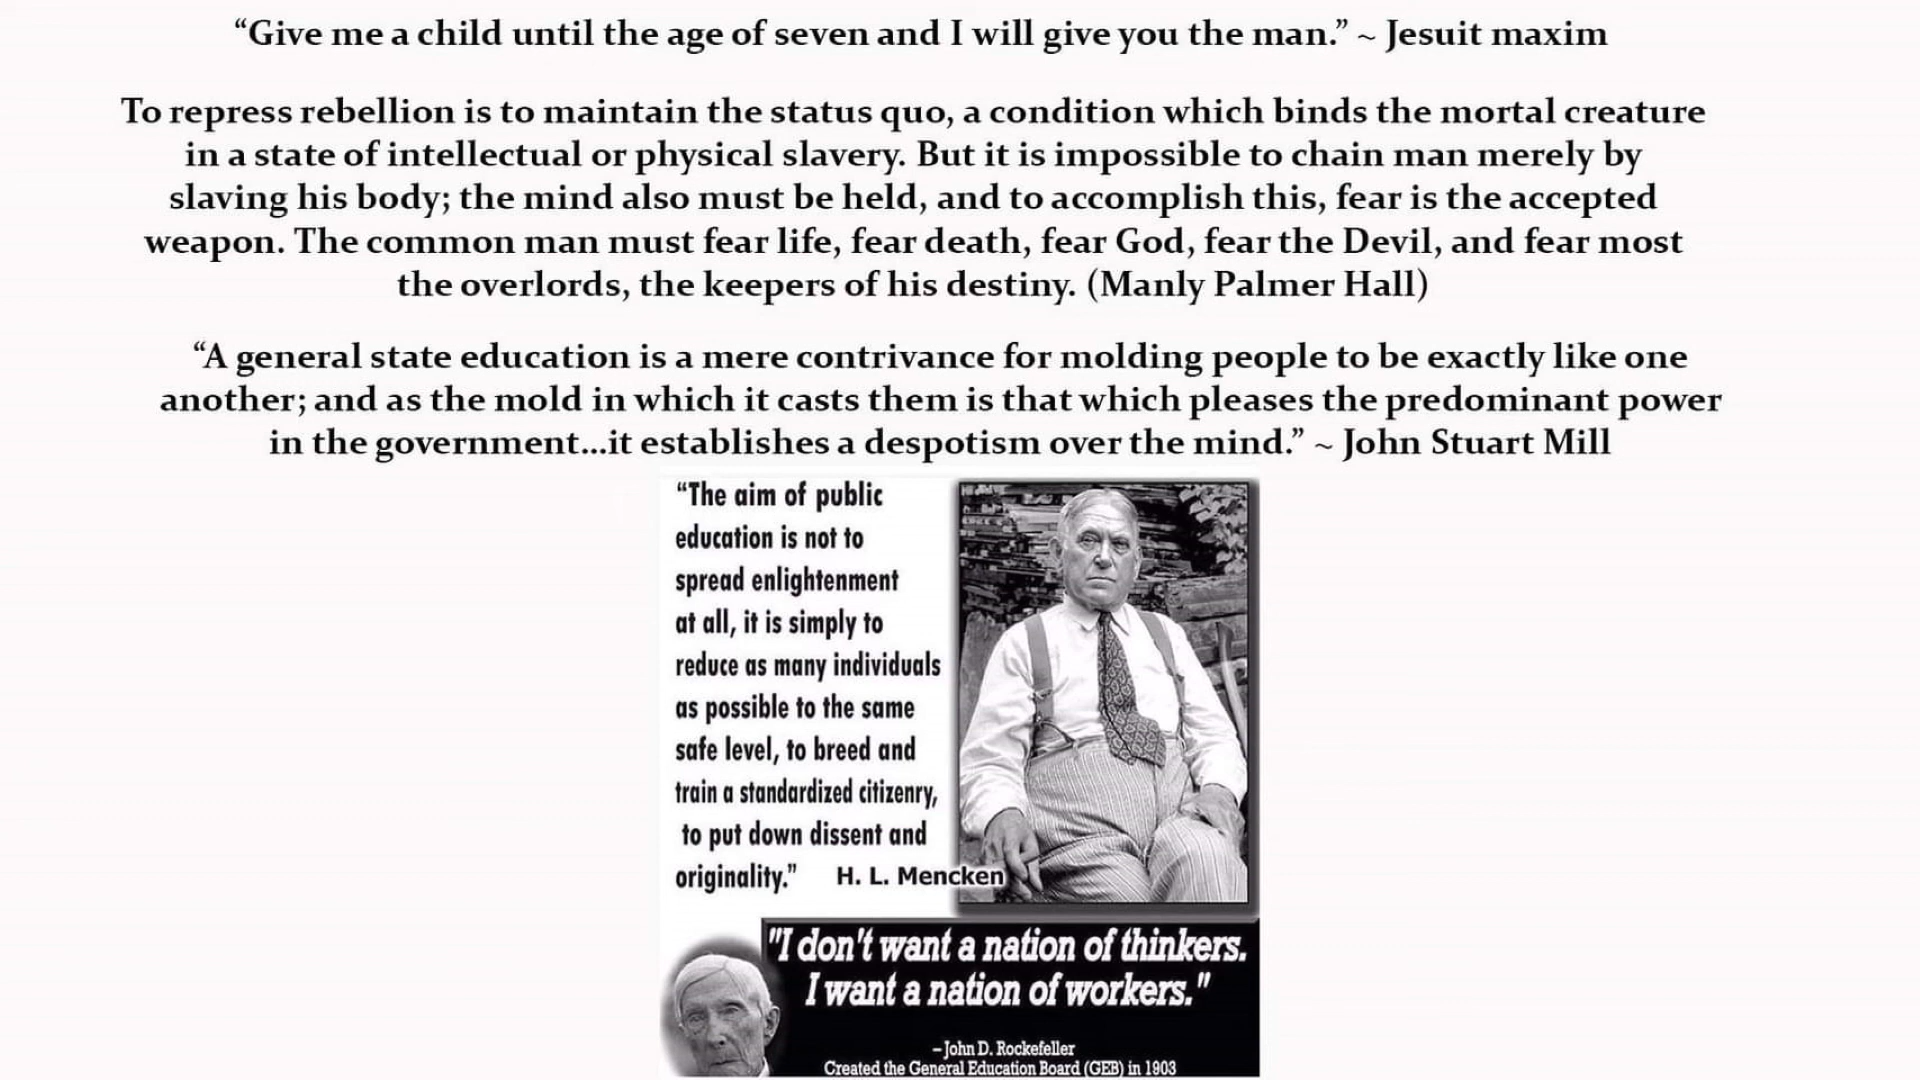 “Give me a child until the age of seven and I will give you the man.” ~ Jesuit maxim
To repress rebellion is to maintain the status quo, a condition which binds the mortal creature
in a state of intellectual or physical slavery. But it is impossible to chain man merely by
slaving his body; the mind also must be held, and to accomplish this, fear is the accepted
weapon. The common man must fear life, fear death, fear God, fear the Devil, and fear most
the overlords, the keepers of his destiny. (Manly Palmer Hall)
“A general state education is a mere contrivance for molding people to be exactly like one
another; and as the mold in which it casts them is that which pleases the predominant power
in the government...it establishes a despotism over the mind.” ~ John Stuart Mill
“The aim of public
education is not to
spread enlightenment
at all, it is simply to
reduce as many individuals
as possible to the same
safe level, to breed and
train a standardized citizenry,
to put down dissent and
originality.” H. L. Mencken
"I don't want a nation of thinkers.
I want a nation of workers."
– John D. Rockefeller
Created the General Education Board (GEB) in 1903